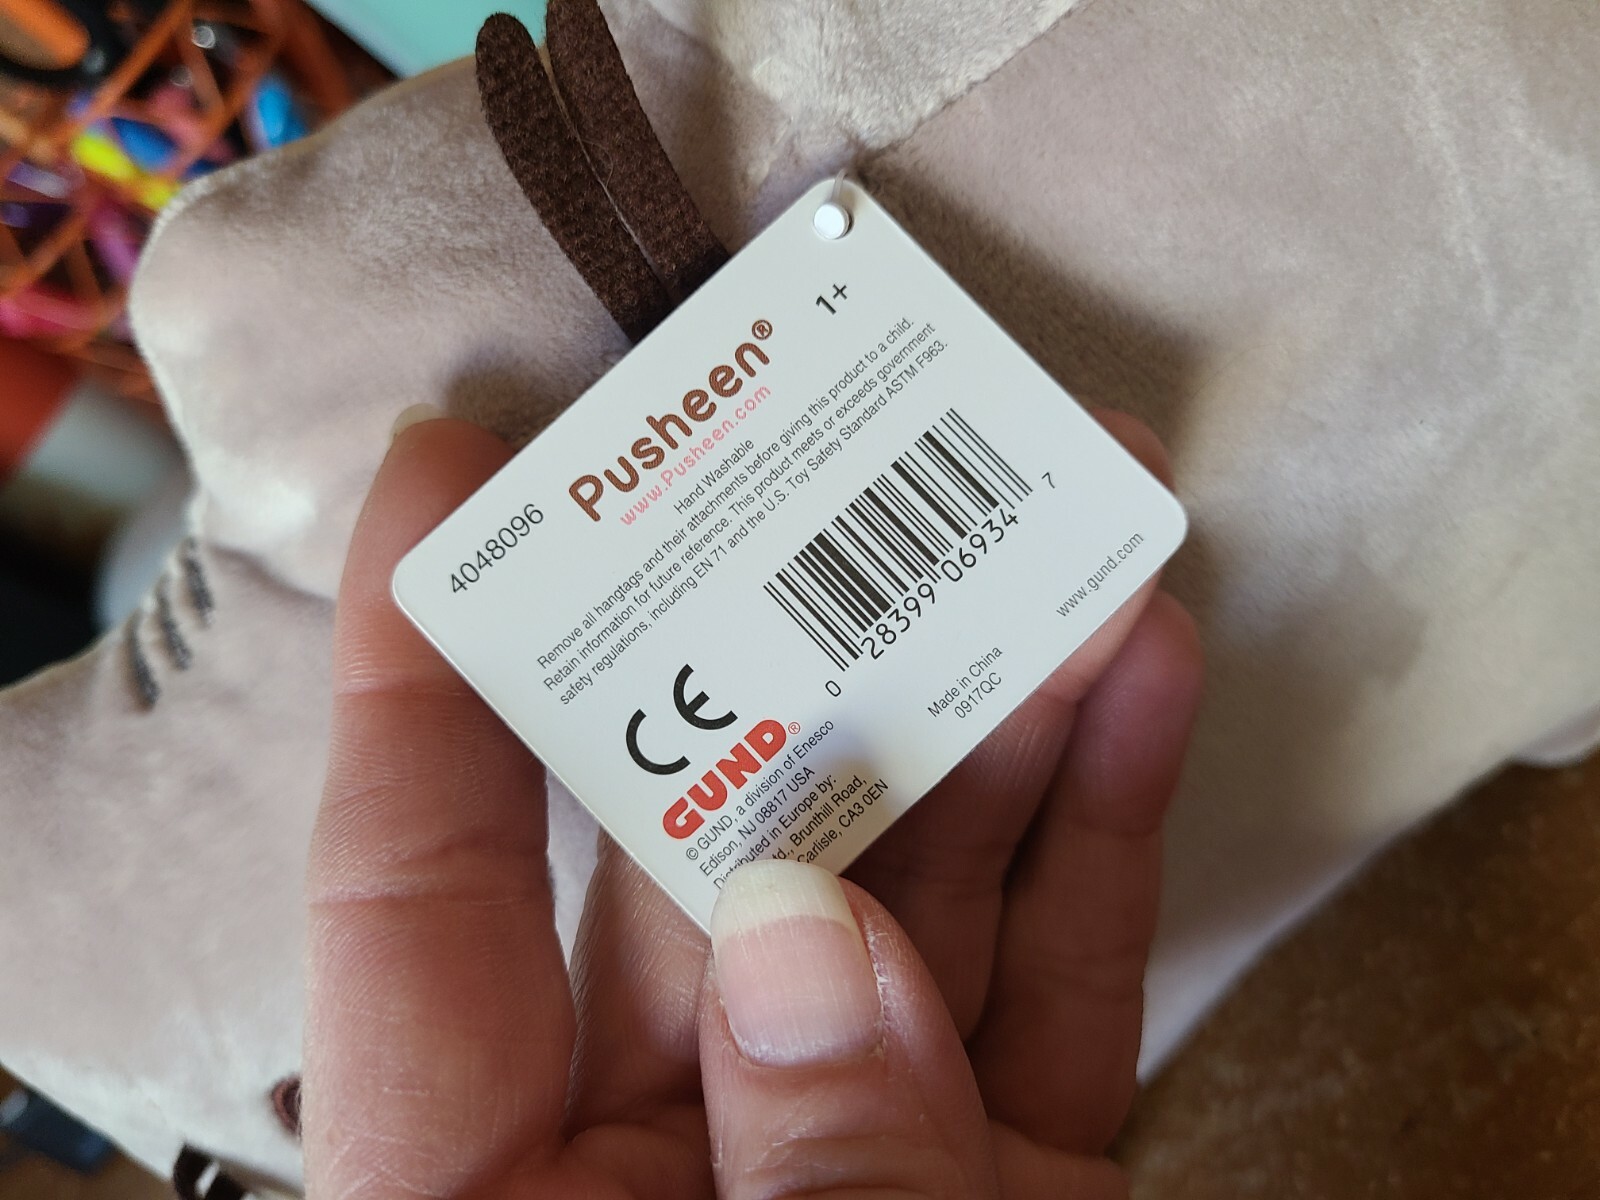 4048096
Pusheen®
1+
www.Pusheen.com
Hand Washable
Remove all hangtags and their attachments before giving this product to a child.
Retain information for future reference. This product meets or exceeds government
safety regulations, including EN 71 and the U.S. Toy Safety Standard ASTM F963.
0 28399 06934 7
CE
GUND®
© GUND, a division of Enesco
Edison, NJ 08817 USA
Distributed in Europe by:
Brunthill Road,
Carlisle, CA3 0EN
Made in China
0917QC
www.gund.com